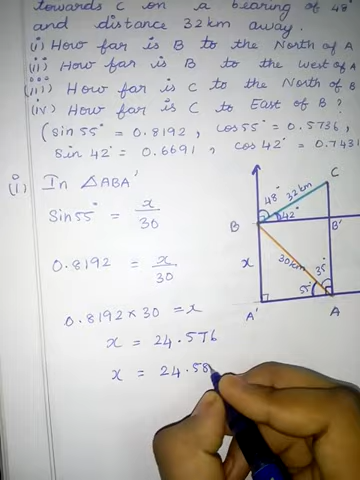 towards C on a bearing of 48°
and distance 32km away.
(i) How far is B to the North of A
(ii) How far is B to the West of A
(iii) How far is C to the North of B
(iv) How far is C to East of B ?
(sin 55° = 0.8192, cos 55° = 0.5736,
sin 42° = 0.6691, cos 42° = 0.7431
(i) In △ABA'
Sin 55° = x/30
0.8192 = x/30
0.8192 × 30 = x
x = 24.576
x = 24.58
C
48°
32km
42°
B
B'
x
30km
35°
55°
A'
A